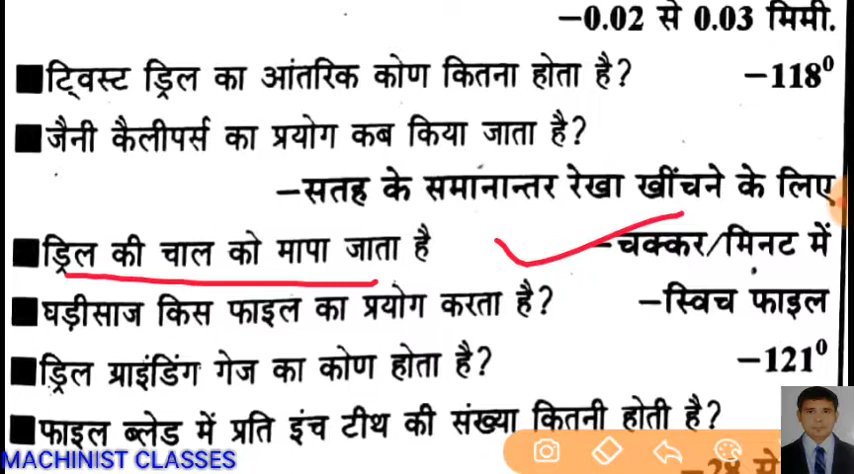 –0.02 से 0.03 मिमी.
■ट्विस्ट ड्रिल का आंतरिक कोण कितना होता है? –118⁰
■जैनी कैलीपर्स का प्रयोग कब किया जाता है?
–सतह के समानान्तर रेखा खींचने के लिए
■ड्रिल की चाल को मापा जाता है –चक्कर/मिनट में
■घड़ीसाज किस फाइल का प्रयोग करता है? –स्विच फाइल
■ड्रिल ग्राइंडिंग गेज का कोण होता है? –121⁰
■फाइल ब्लेड में प्रति इंच टीथ की संख्या कितनी होती है?
MACHINIST CLASSES